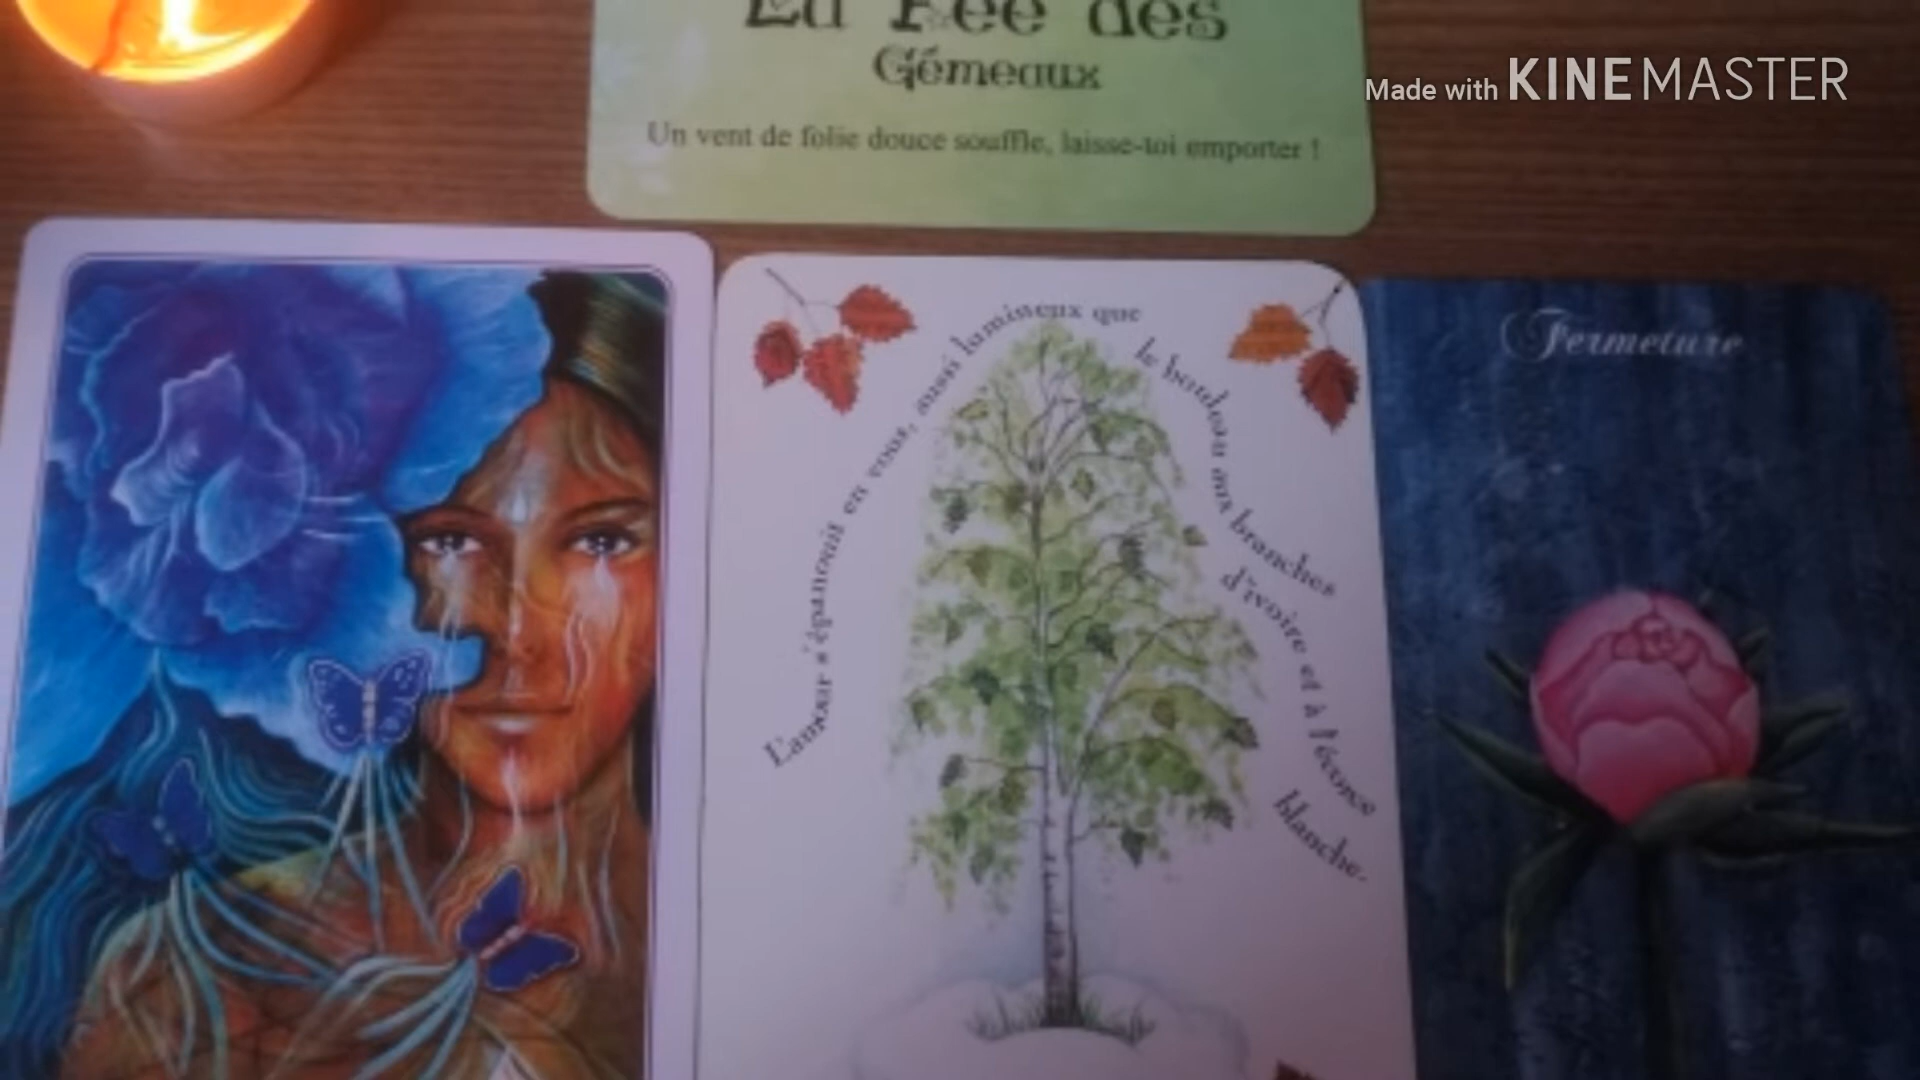 La Fée des
Gémeaux
Un vent de folie douce souffle, laisse-toi emporter !
Made with KINEMASTER
L'amour s'épanouit en vous, aussi lumineux que le bouleau aux branches
d'ivoire et à l'écorce
blanche.
Fermeture